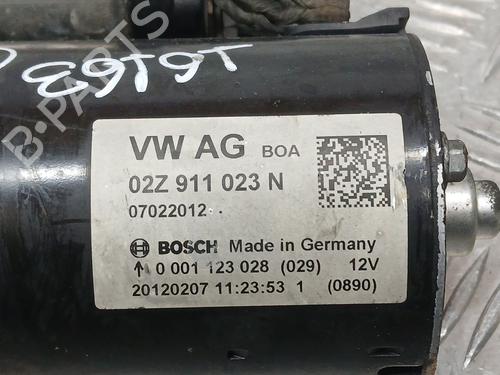 VW AG BOA
02Z 911 023 N
07022012
BOSCH Made in Germany
↑ 0 001 123 028 (029) 12V
20120207 11:23:53 1 (0890)
B-PARTS